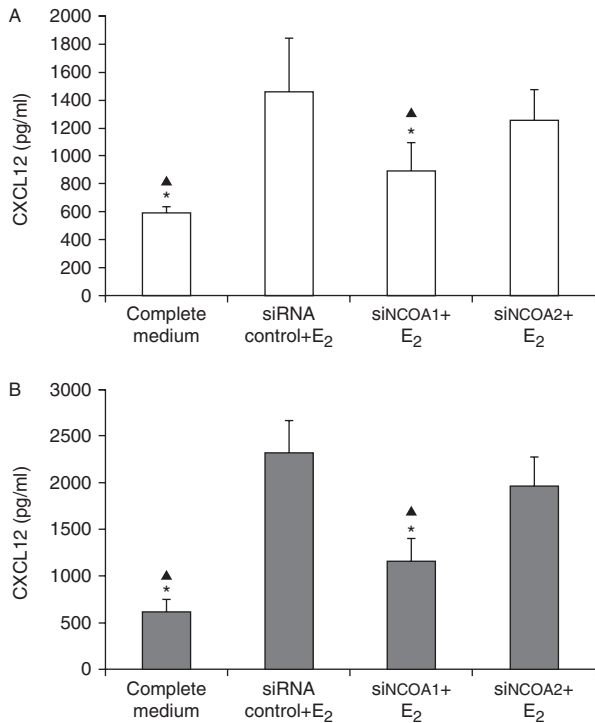 A
CXCL12 (pg/ml)
2000
1800
1600
1400
1200
1000
800
600
400
200
0
▲
*
▲
*
Complete medium
siRNA control+E₂
siNCOA1+ E₂
siNCOA2+ E₂
B
CXCL12 (pg/ml)
3000
2500
2000
1500
1000
500
0
▲
*
▲
*
Complete medium
siRNA control+E₂
siNCOA1+ E₂
siNCOA2+ E₂